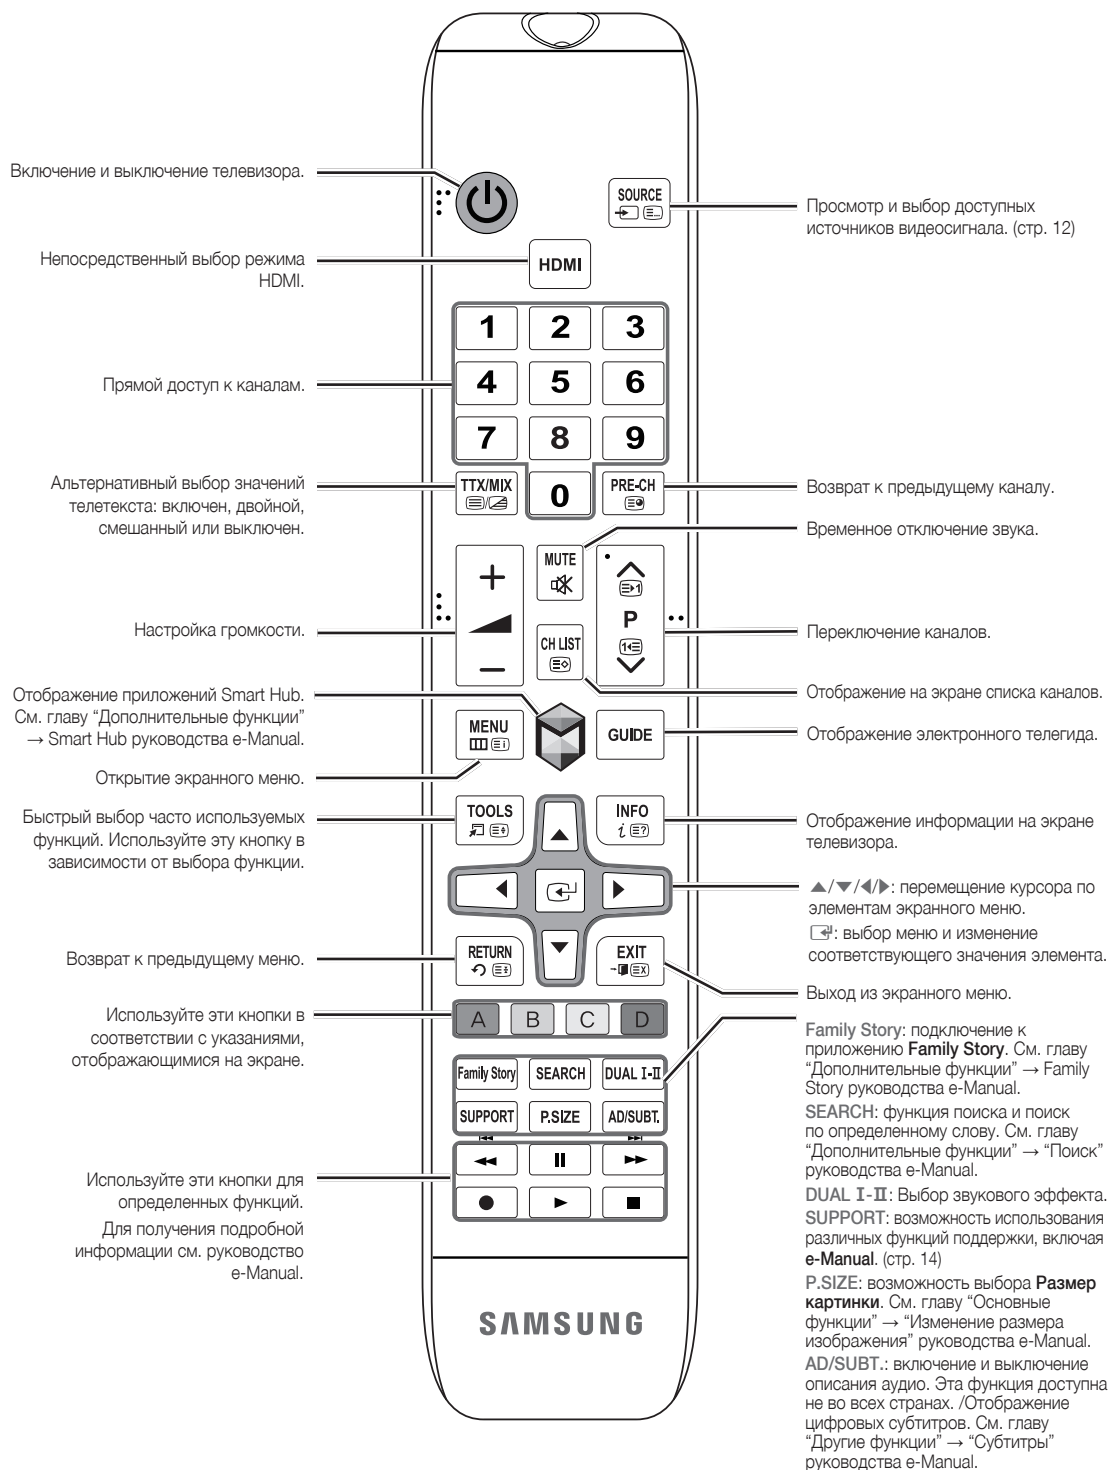 Включение и выключение телевизора.
SOURCE
Просмотр и выбор доступных
источников видеосигнала. (стр. 12)
Непосредственный выбор режима
HDMI.
HDMI
1 2 3
Прямой доступ к каналам.
4 5 6
7 8 9
Альтернативный выбор значений
телетекста: включен, двойной,
смешанный или выключен.
TTX/MIX
0
PRE-CH
Возврат к предыдущему каналу.
Временное отключение звука.
MUTE
+
P
Настройка громкости.
−
CH LIST
Переключение каналов.
Отображение на экране списка каналов.
Отображение приложений Smart Hub.
См. главу “Дополнительные функции”
→ Smart Hub руководства e-Manual.
MENU
GUIDE
Отображение электронного телегида.
Открытие экранного меню.
Быстрый выбор часто используемых
функций. Используйте эту кнопку в
зависимости от выбора функции.
TOOLS
INFO
Отображение информации на экране
телевизора.
▲/▼/◀/▶: перемещение курсора по
элементам экранного меню.
: выбор меню и изменение
соответствующего значения элемента.
Возврат к предыдущему меню.
RETURN
EXIT
Выход из экранного меню.
Используйте эти кнопки в
соответствии с указаниями,
отображающимися на экране.
A B C D
Family Story SEARCH DUAL I-II
SUPPORT P.SIZE AD/SUBT.
Family Story: подключение к
приложению Family Story. См. главу
“Дополнительные функции” → Family
Story руководства e-Manual.
SEARCH: функция поиска и поиск
по определенному слову. См. главу
“Дополнительные функции” → “Поиск”
руководства e-Manual.
DUAL I-II: Выбор звукового эффекта.
SUPPORT: возможность использования
различных функций поддержки, включая
e-Manual. (стр. 14)
P.SIZE: возможность выбора Размер
картинки. См. главу “Основные
функции” → “Изменение размера
изображения” руководства e-Manual.
AD/SUBT.: включение и выключение
описания аудио. Эта функция доступна
не во всех странах. /Отображение
цифровых субтитров. См. главу
“Другие функции” → “Субтитры”
руководства e-Manual.
Используйте эти кнопки для
определенных функций.
Для получения подробной
информации см. руководство
e-Manual.
SAMSUNG